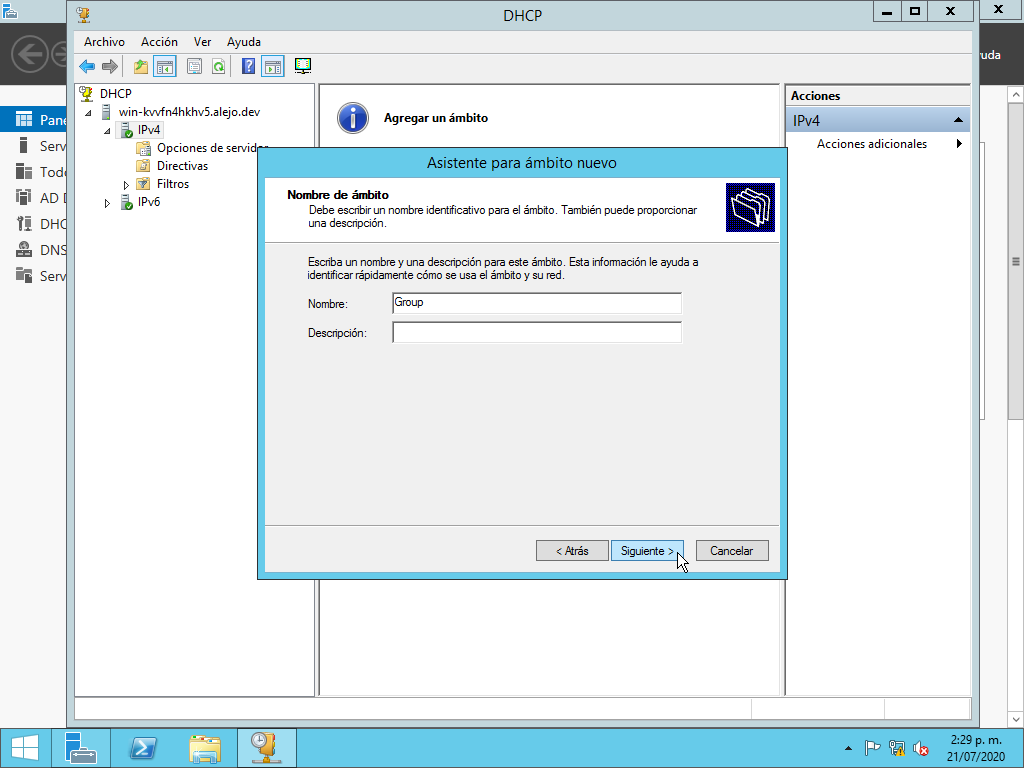 DHCP
Archivo Acción Ver Ayuda
DHCP
win-kvvfn4hkhv5.alejo.dev
IPv4
Opciones de servidor
Directivas
Filtros
IPv6
Agregar un ámbito
Acciones
IPv4
Acciones adicionales
Asistente para ámbito nuevo
Nombre de ámbito
Debe escribir un nombre identificativo para el ámbito. También puede proporcionar
una descripción.
Escriba un nombre y una descripción para este ámbito. Esta información le ayuda a
identificar rápidamente cómo se usa el ámbito y su red.
Nombre: Group
Descripción:
< Atrás Siguiente > Cancelar
Pane
Serv
Todo
AD D
DHC
DNS
Serv
uda
2:29 p. m.
21/07/2020